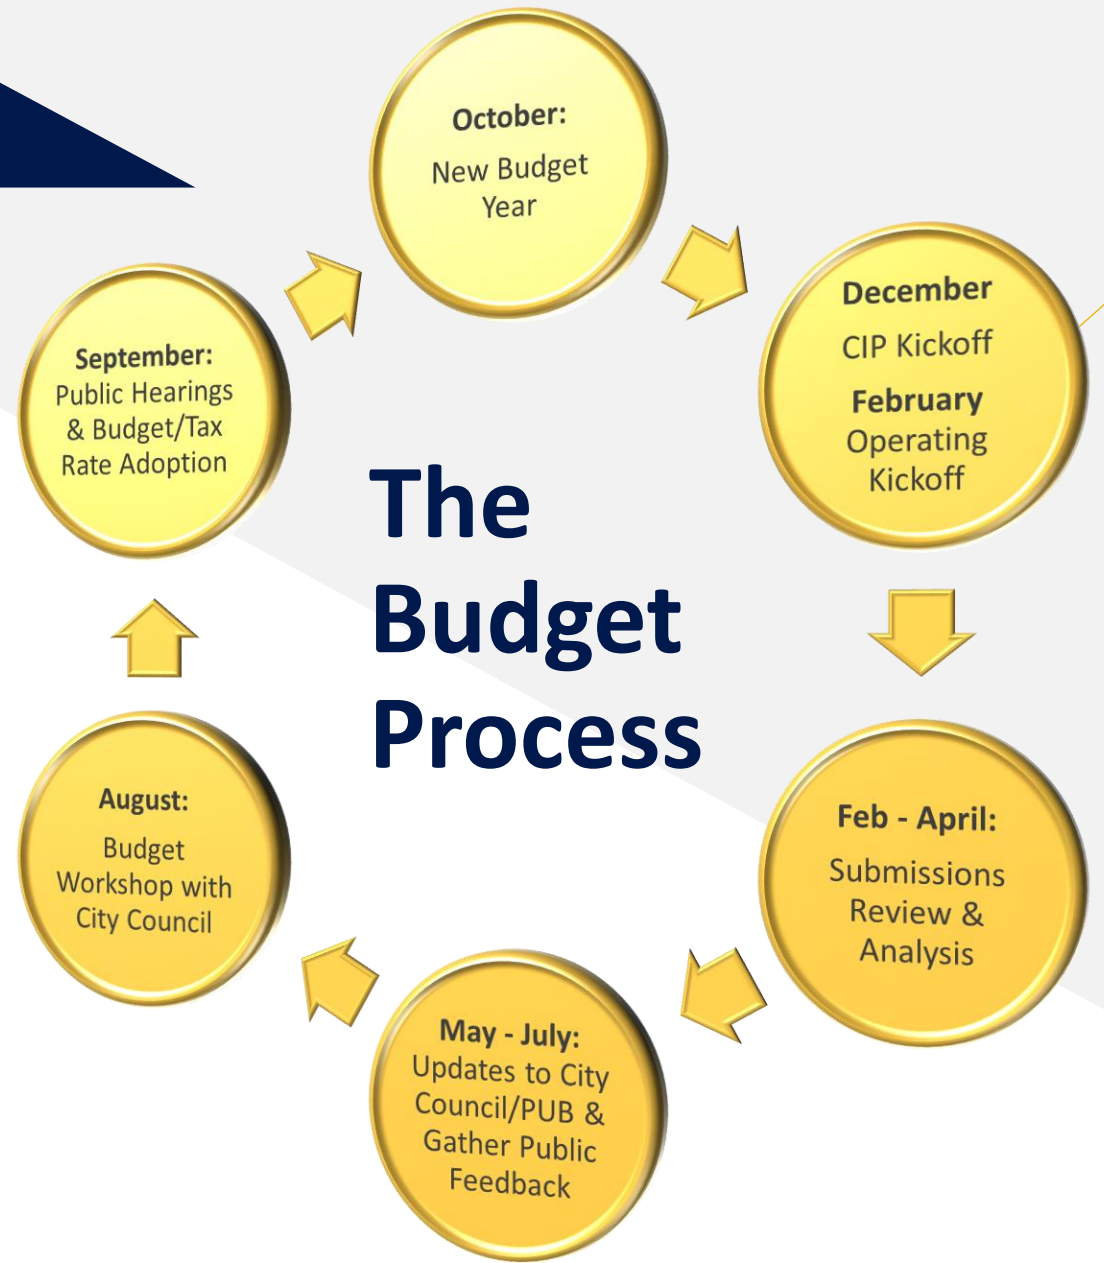 October:
New Budget
Year
December
CIP Kickoff
February
Operating
Kickoff
Feb - April:
Submissions
Review &
Analysis
May - July:
Updates to City
Council/PUB &
Gather Public
Feedback
August:
Budget
Workshop with
City Council
September:
Public Hearings
& Budget/Tax
Rate Adoption
The
Budget
Process